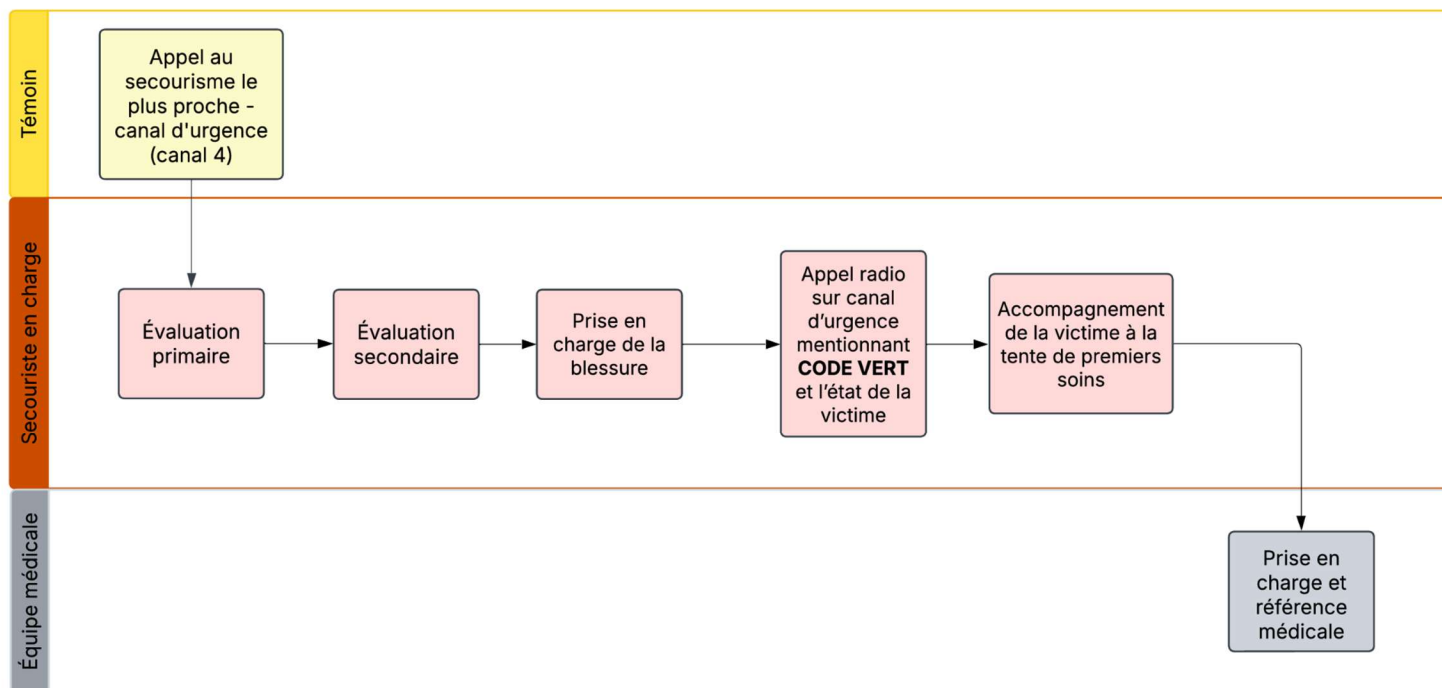 Témoin
Appel au
secourisme le
plus proche -
canal d'urgence
(canal 4)
Secouriste en charge
Évaluation
primaire
Évaluation
secondaire
Prise en
charge de la
blessure
Appel radio
sur canal
d’urgence
mentionnant
CODE VERT
et l’état de la
victime
Accompagnement
de la victime à la
tente de premiers
soins
Équipe médicale
Prise en
charge et
référence
médicale